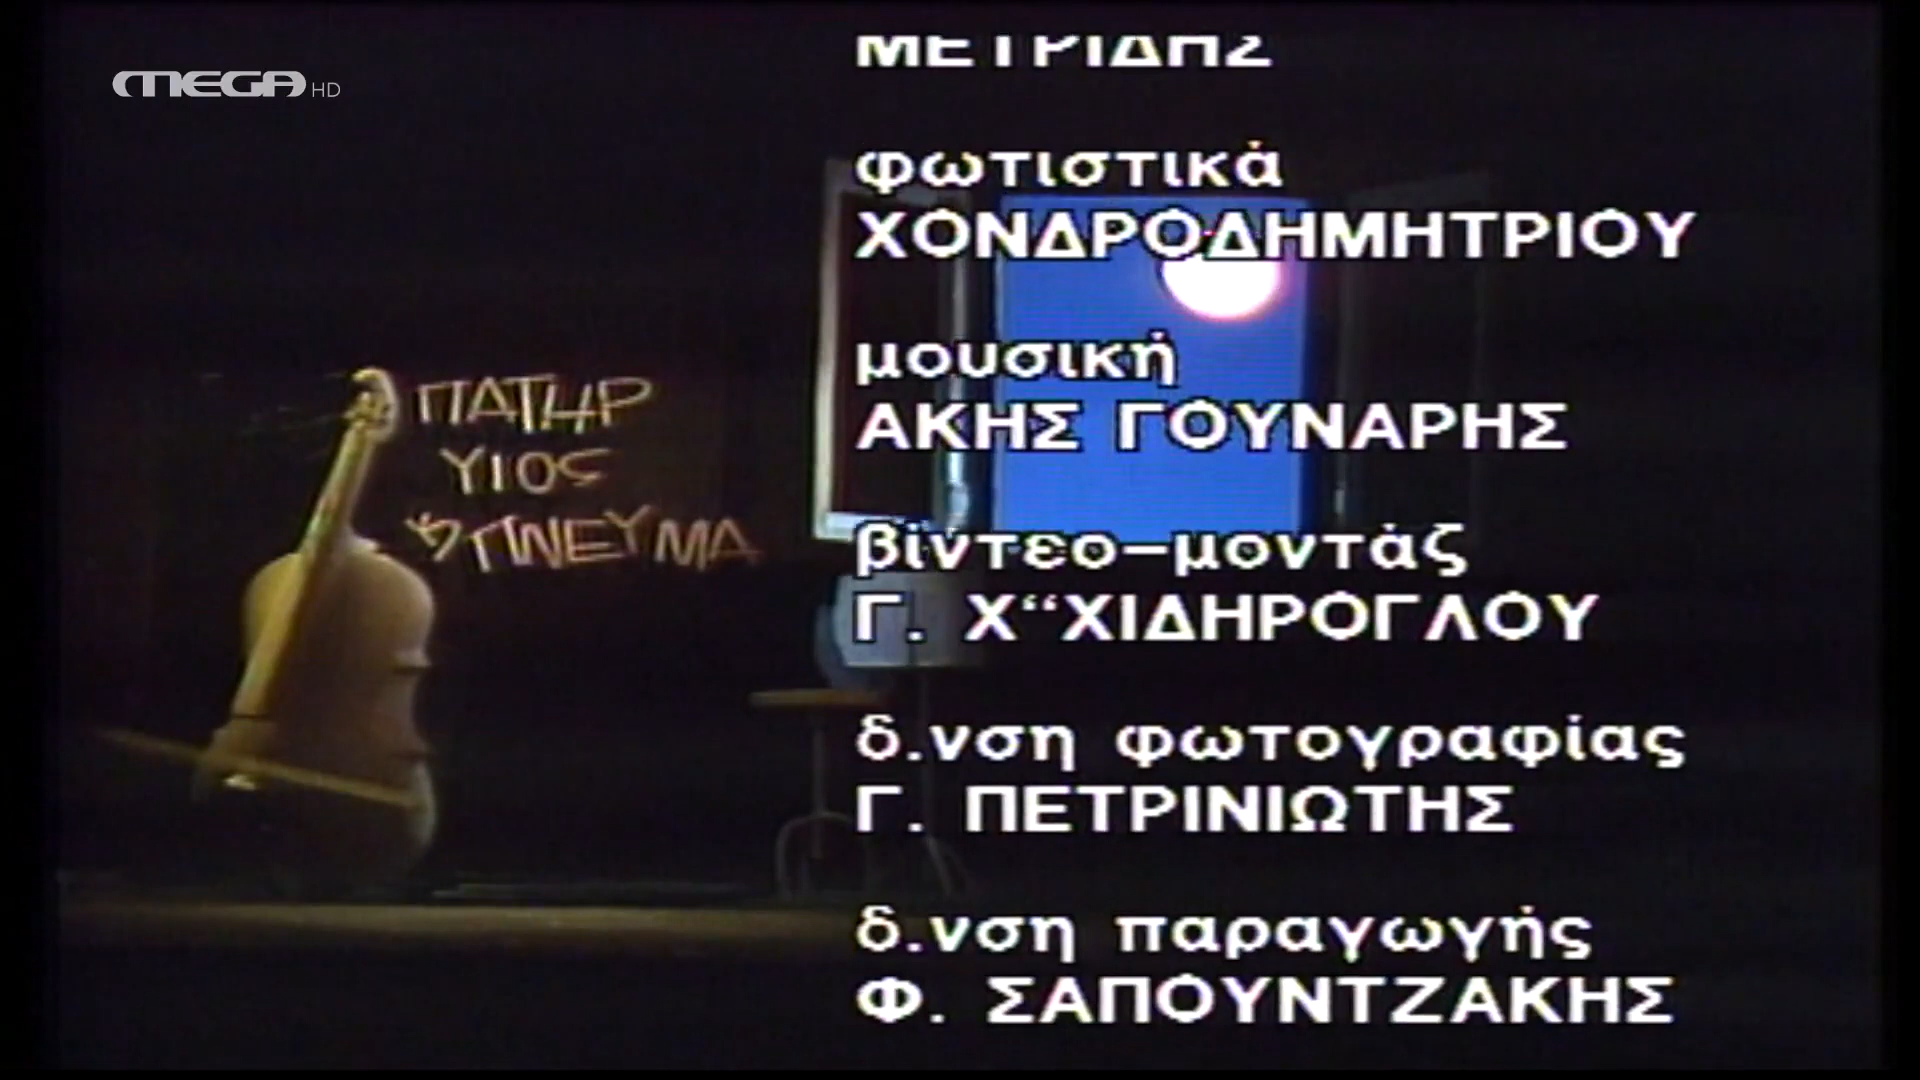 MEGA HD
ΜΕΤΡΙΔΗΣ
φωτιστικά
ΧΟΝΔΡΟΔΗΜΗΤΡΙΟΥ
μουσική
ΑΚΗΣ ΓΟΥΝΑΡΗΣ
βίντεο-μοντάζ
Γ. Χ“ΧΙΔΗΡΟΓΛΟΥ
δ.νση φωτογραφίας
Γ. ΠΕΤΡΙΝΙΩΤΗΣ
δ.νση παραγωγής
Φ. ΣΑΠΟΥΝΤΖΑΚΗΣ
ΠΑΤΗΡ
ΥΙΟς
ϗ ΠΝΕΥΜΑ